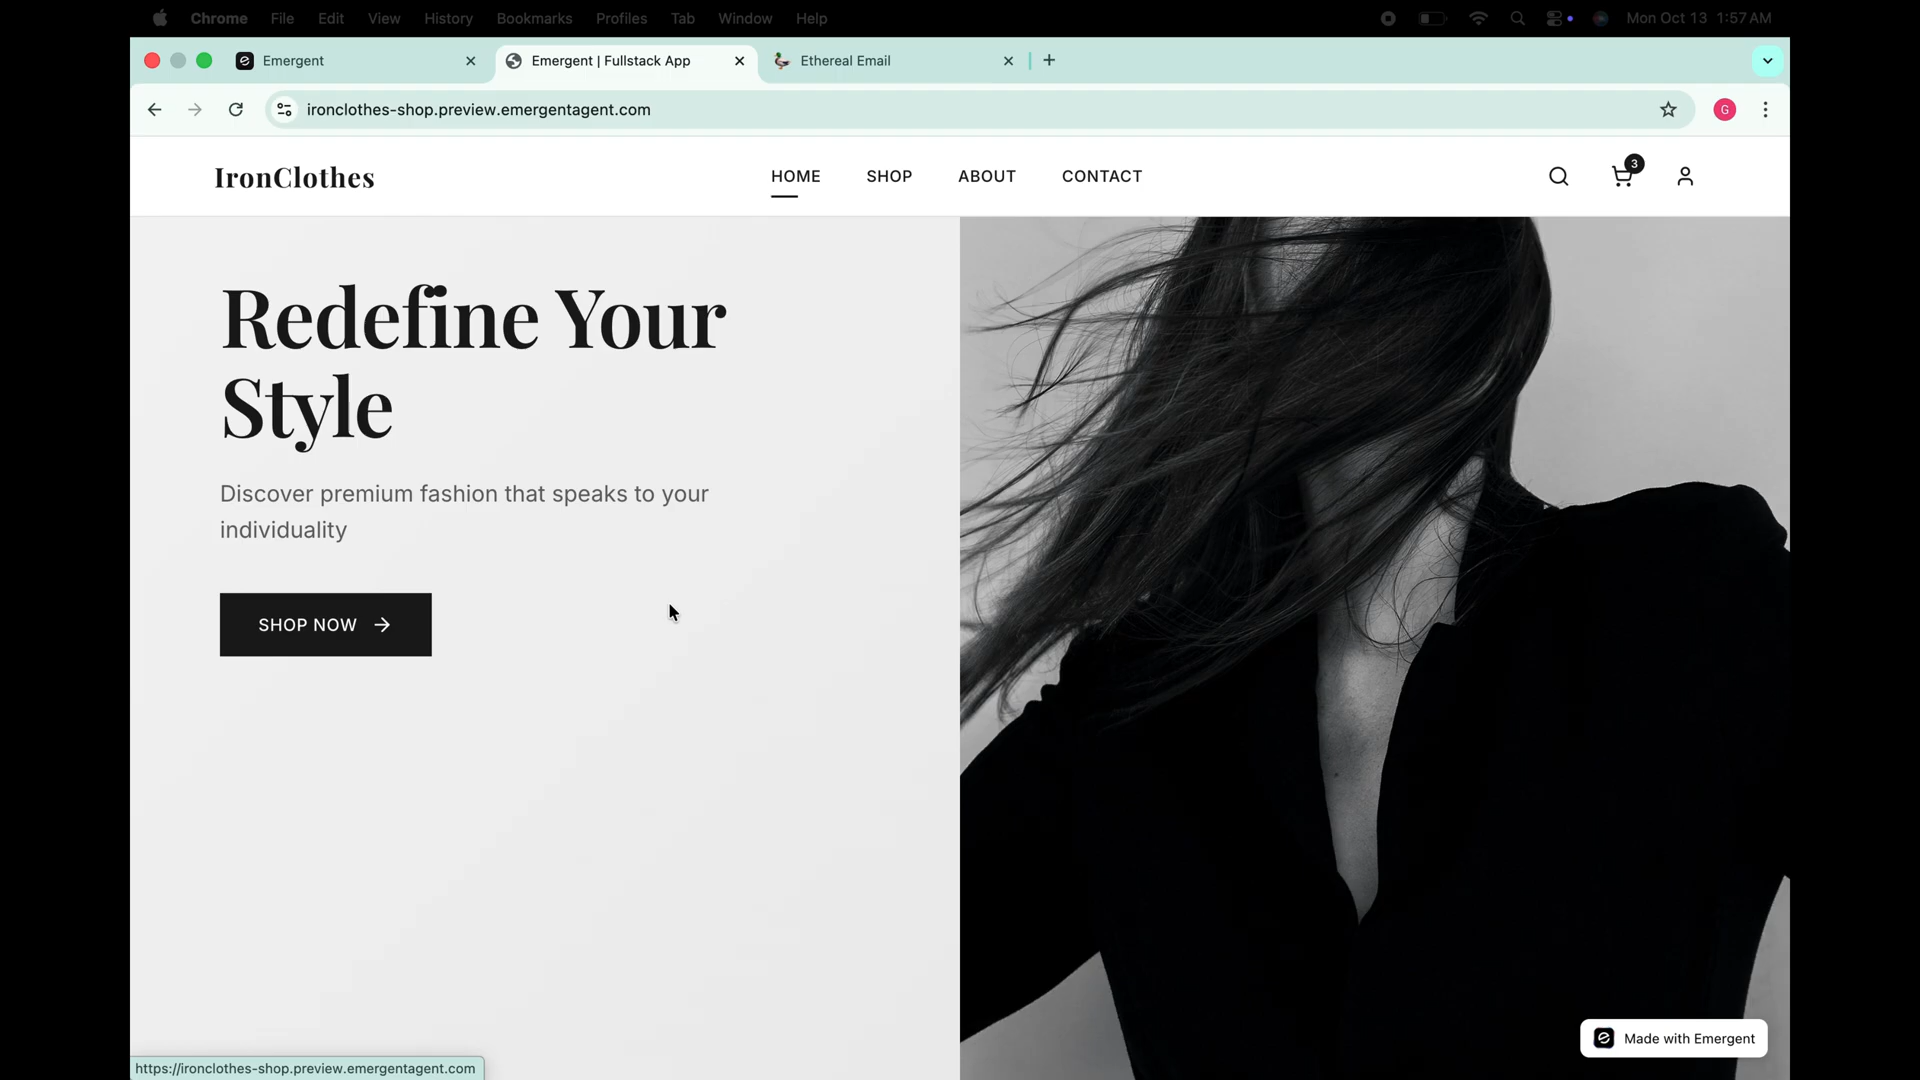 Chrome File Edit View History Bookmarks Profiles Tab Window Help Mon Oct 13 1:57 AM
Emergent Emergent | Fullstack App Ethereal Email
ironclothes-shop.preview.emergentagent.com G
IronClothes HOME SHOP ABOUT CONTACT 3
Redefine Your
Style
Discover premium fashion that speaks to your
individuality
SHOP NOW
Made with Emergent
https://ironclothes-shop.preview.emergentagent.com